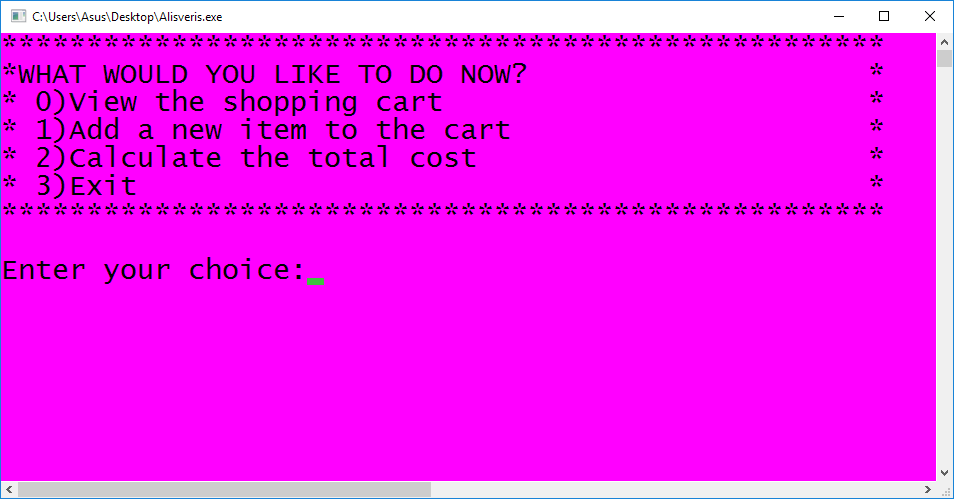 C:\Users\Asus\Desktop\Alisveris.exe
****************************************************
*WHAT WOULD YOU LIKE TO DO NOW?                    *
* 0)View the shopping cart                         *
* 1)Add a new item to the cart                     *
* 2)Calculate the total cost                       *
* 3)Exit                                           *
****************************************************
Enter your choice: